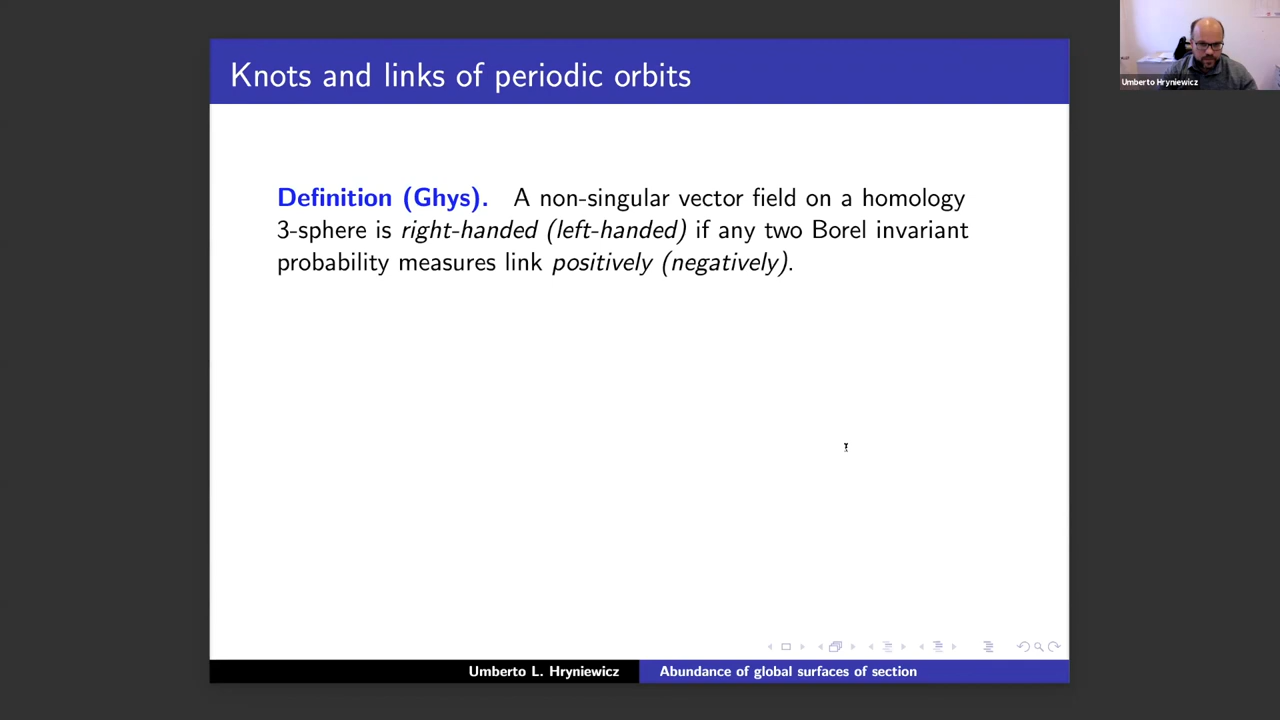 Knots and links of periodic orbits
Umberto Hryniewicz
Definition (Ghys). A non-singular vector field on a homology
3-sphere is right-handed (left-handed) if any two Borel invariant
probability measures link positively (negatively).
Umberto L. Hryniewicz
Abundance of global surfaces of section